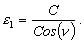 ε₁ = C / Cos(ν).